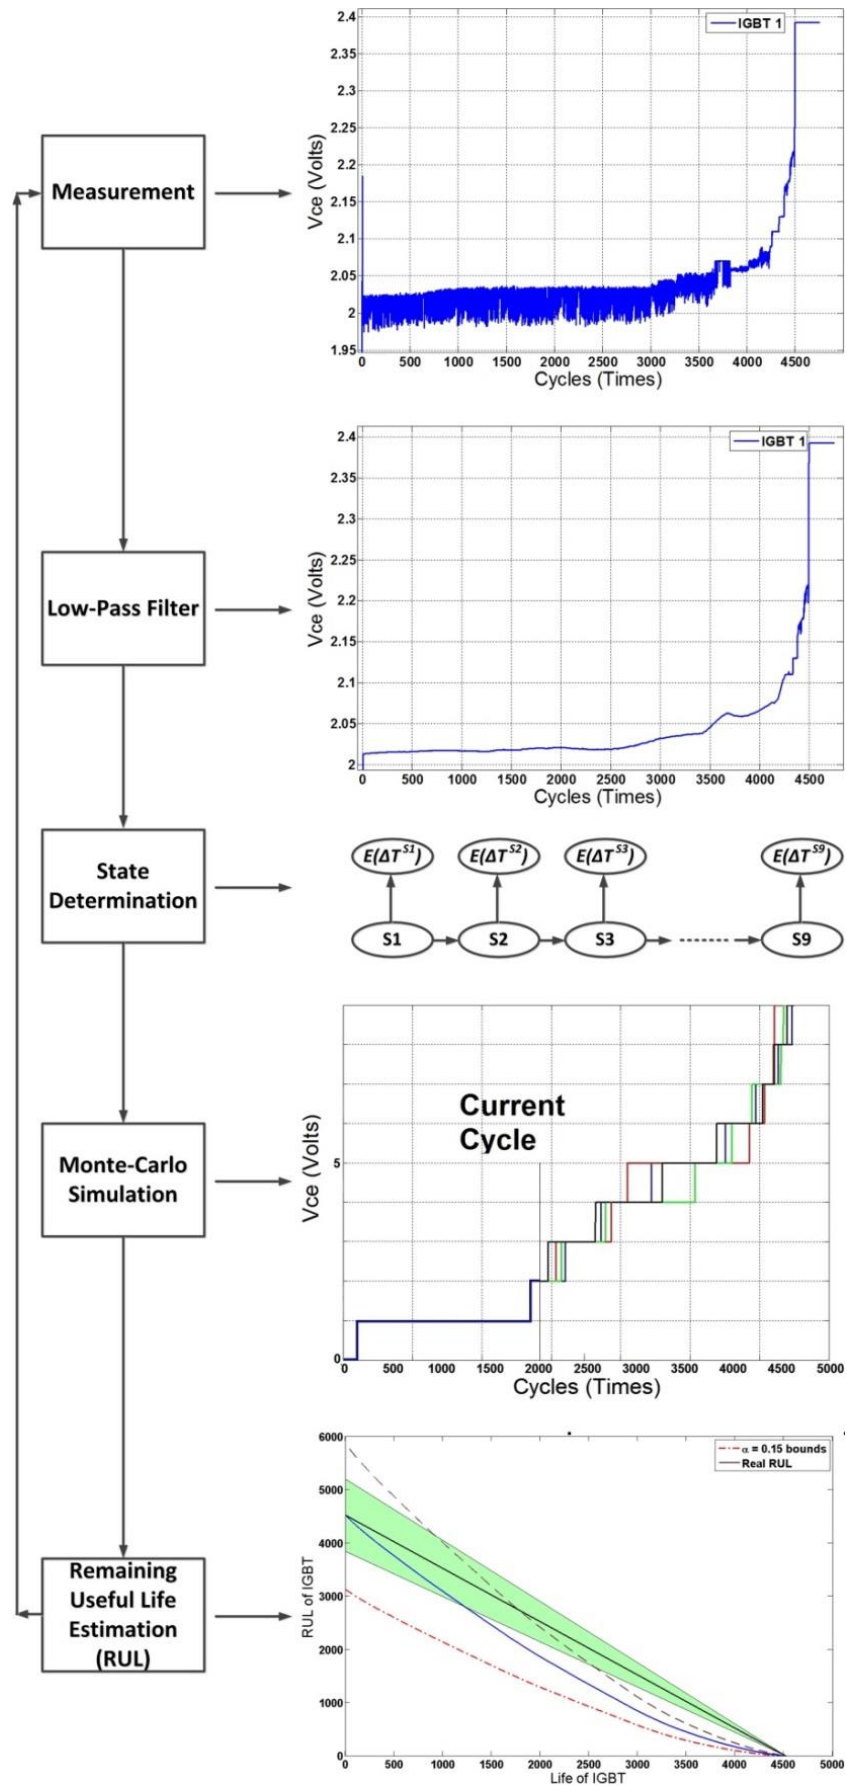 2.4
IGBT 1
2.35
2.3
2.25
2.2
2.15
2.1
2.05
2
1.95
Vce (Volts)
0 500 1000 1500 2000 2500 3000 3500 4000 4500
Cycles (Times)
Measurement
2.4
IGBT 1
2.35
2.3
2.25
2.2
2.15
2.1
2.05
2
Vce (Volts)
0 500 1000 1500 2000 2500 3000 3500 4000 4500
Cycles (Times)
Low-Pass Filter
State
Determination
E(ΔT^S1) E(ΔT^S2) E(ΔT^S3) E(ΔT^S9)
S1 S2 S3 S9
Monte-Carlo
Simulation
Current
Cycle
Vce (Volts)
5
0
0 500 1000 1500 2000 2500 3000 3500 4000 4500 5000
Cycles (Times)
Remaining
Useful Life
Estimation
(RUL)
6000
5000
4000
3000
2000
1000
0
RUL of IGBT
α = 0.15 bounds
Real RUL
0 500 1000 1500 2000 2500 3000 3500 4000 4500 5000
Life of IGBT